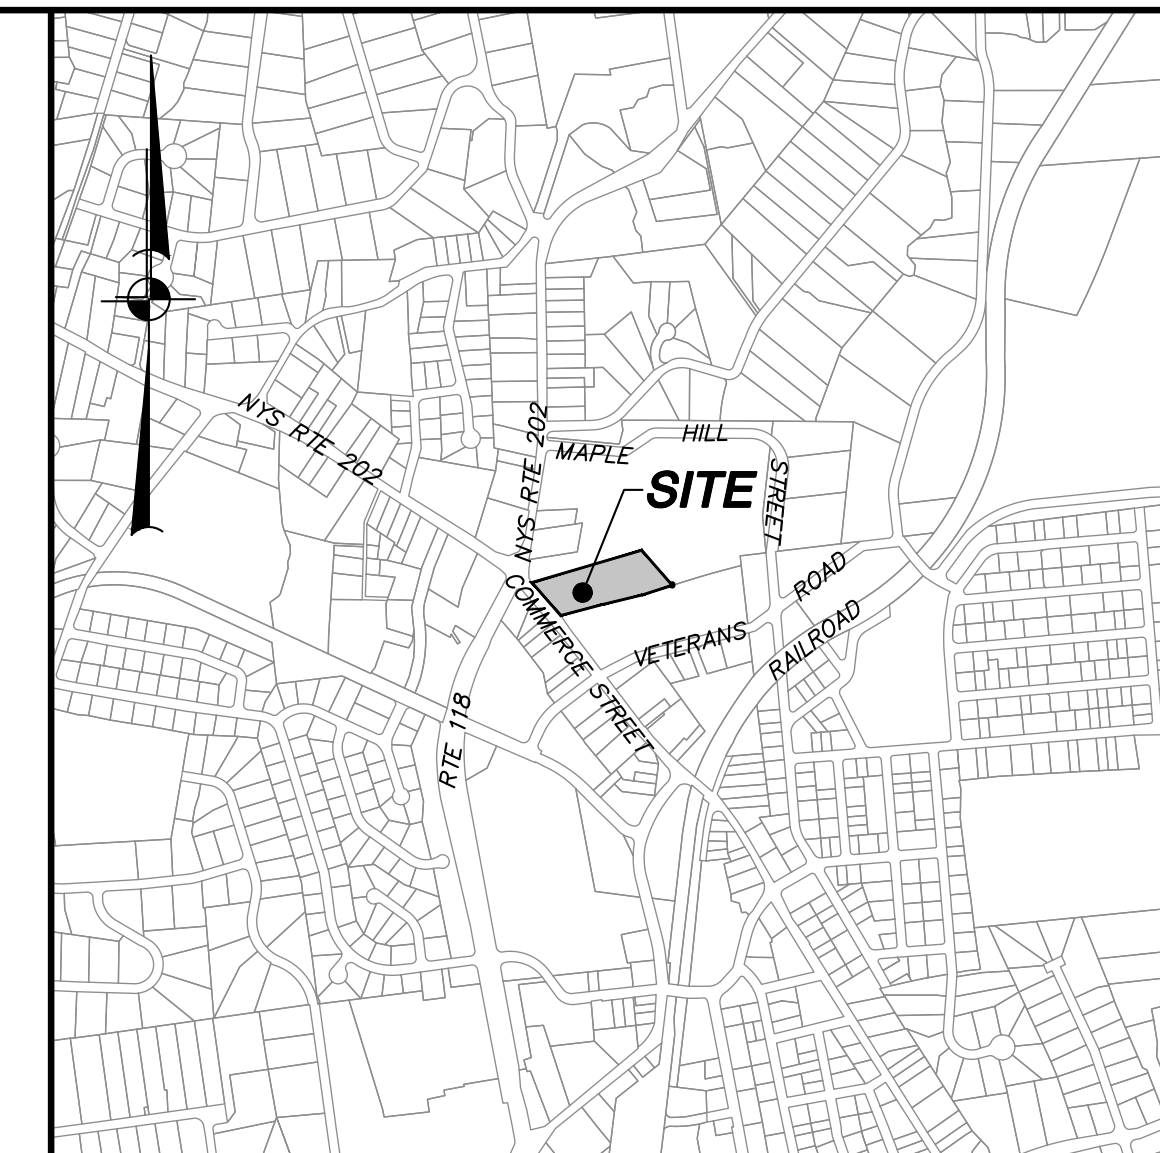 NYS RTE 202
NYS RTE 202
MAPLE
HILL
STREET
SITE
COMMERCE STREET
VETERANS
ROAD
RAILROAD
RTE 118